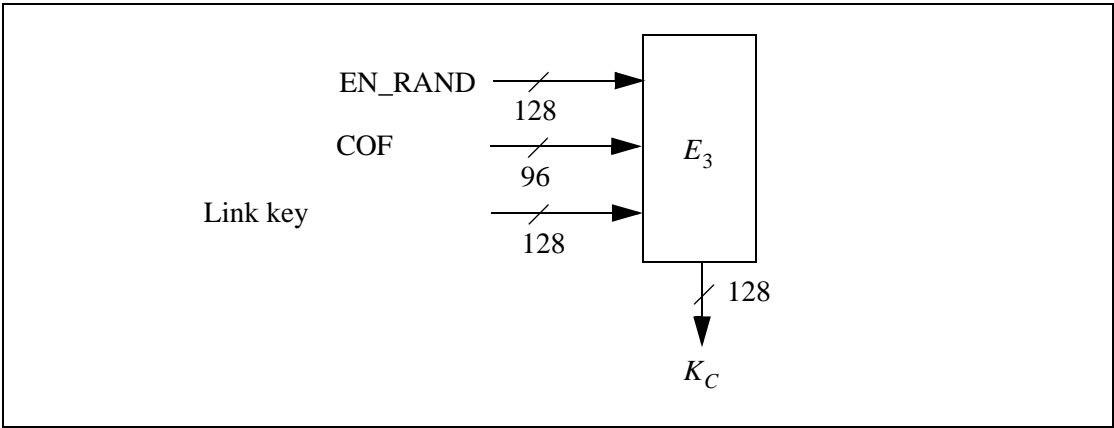 EN_RAND
128
COF
96
E3
Link key
128
128
KC